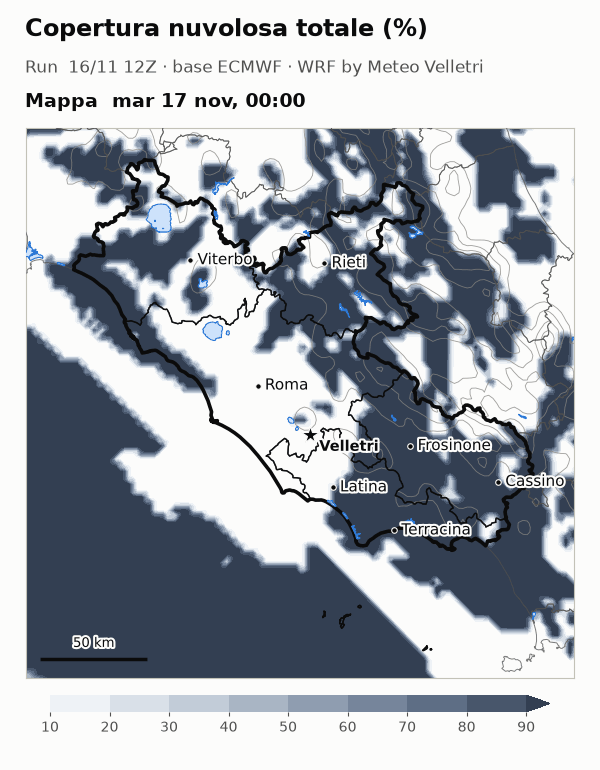 Copertura nuvolosa totale (%)
Run  16/11 12Z · base ECMWF · WRF by Meteo Velletri
Mappa  mar 17 nov, 00:00
Viterbo
Rieti
Roma
Velletri
Frosinone
Cassino
Latina
Terracina
50 km
10 20 30 40 50 60 70 80 90